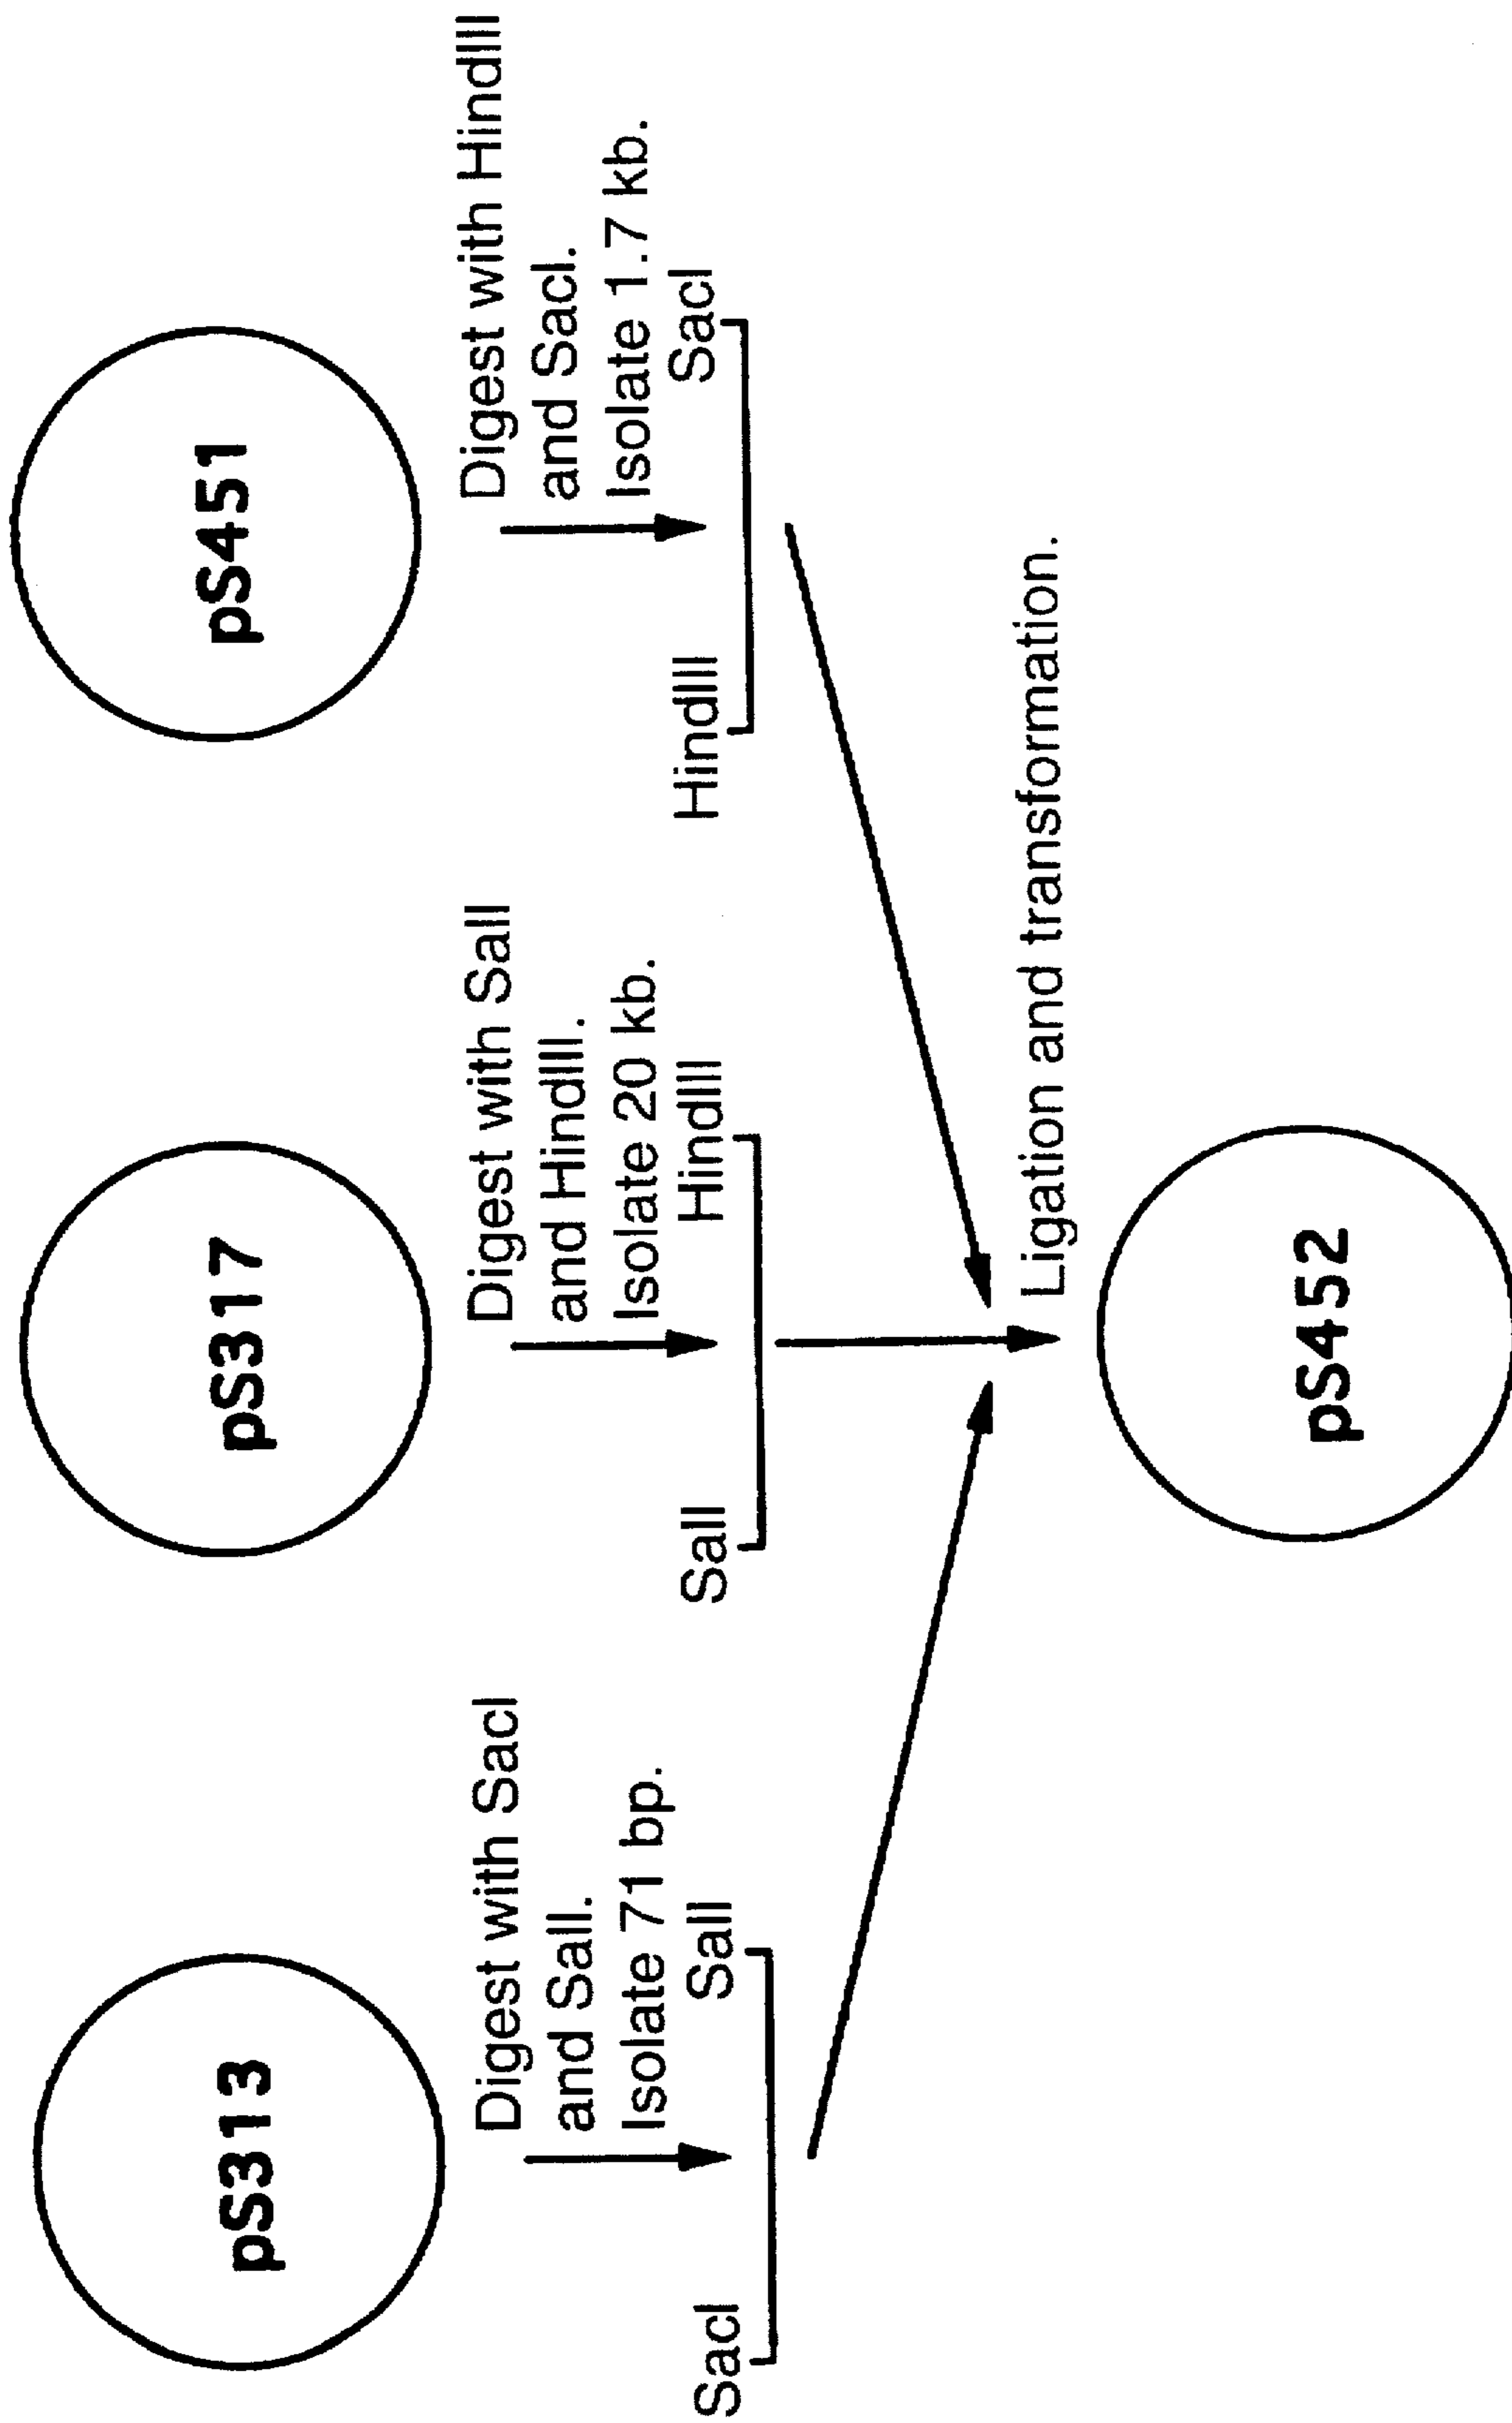 pS313
Digest with SacI
and SalI.
Isolate 71 bp.
SacI
SalI
pS317
Digest with SalI
and HindIII.
Isolate 20 kb.
SalI
HindIII
pS451
Digest with HindIII
and SacI.
Isolate 1.7 kb.
HindIII
SacI
Ligation and transformation.
pS452